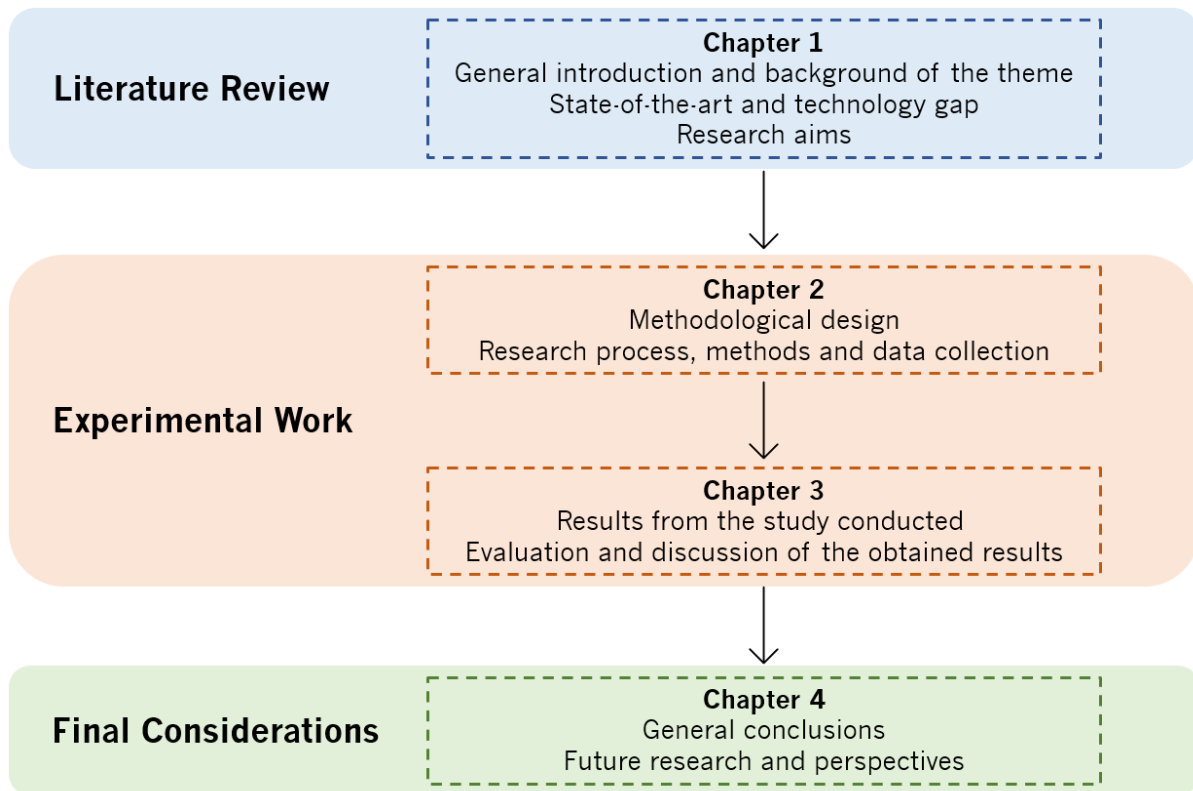 Literature Review
Chapter 1
General introduction and background of the theme
State-of-the-art and technology gap
Research aims
Experimental Work
Chapter 2
Methodological design
Research process, methods and data collection
Chapter 3
Results from the study conducted
Evaluation and discussion of the obtained results
Final Considerations
Chapter 4
General conclusions
Future research and perspectives